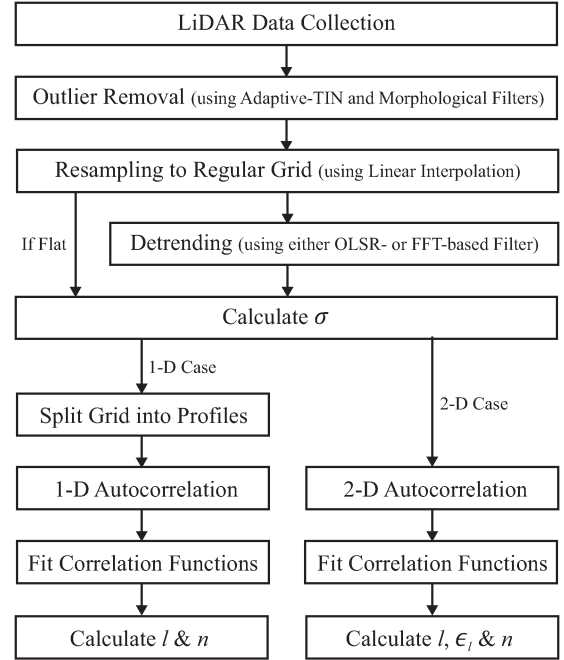 LiDAR Data Collection
Outlier Removal (using Adaptive-TIN and Morphological Filters)
Resampling to Regular Grid (using Linear Interpolation)
If Flat
Detrending (using either OLSR- or FFT-based Filter)
Calculate σ
1-D Case
2-D Case
Split Grid into Profiles
1-D Autocorrelation
2-D Autocorrelation
Fit Correlation Functions
Fit Correlation Functions
Calculate l & n
Calculate l, ϵₗ & n